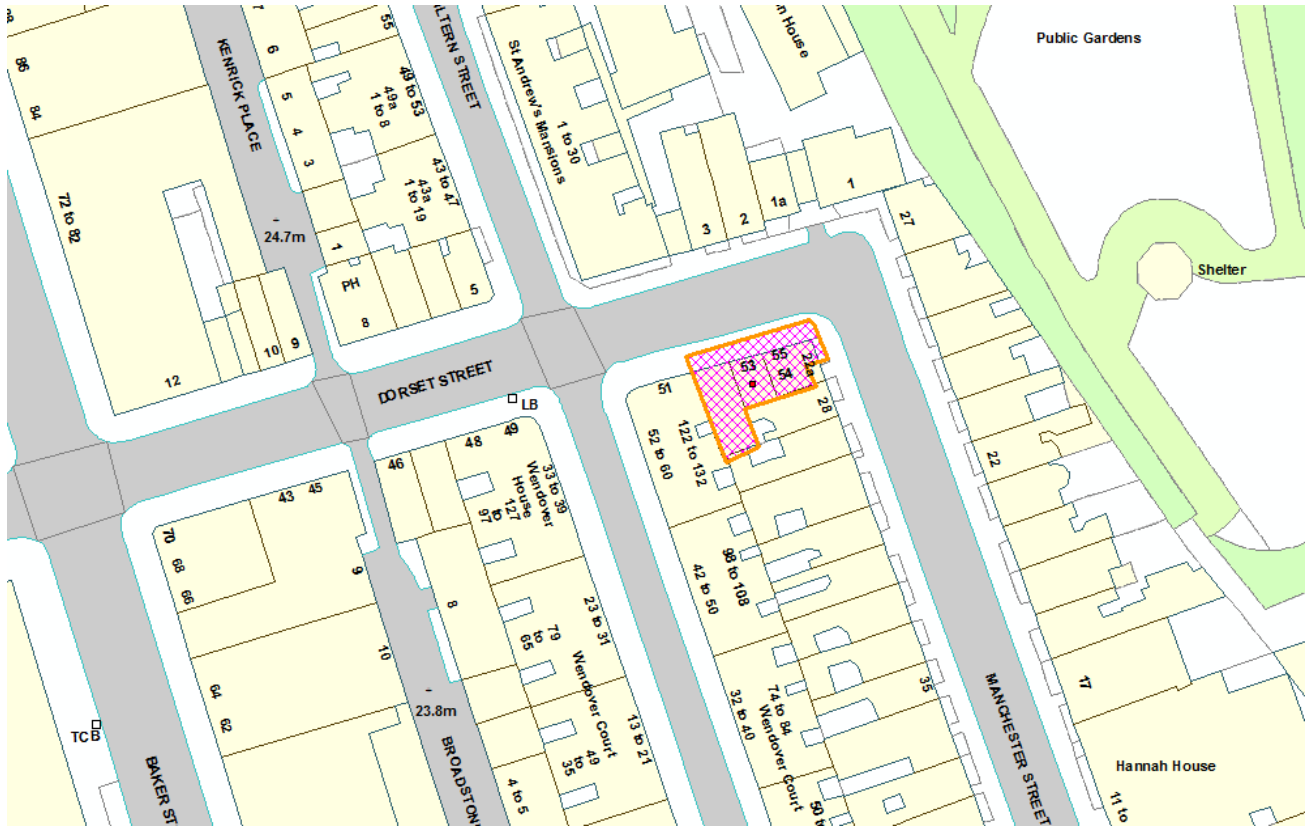 86
84
72 to 82
KENRICK PLACE
6
5
4
3
55
49 to 53
49a
1 to 8
43 to 47
43a
1 to 19
ALTERN STREET
St Andrew's Mansions
1 to 30
n House
Public Gardens
Shelter
3
2
1a
1
27
24.7m
1
PH
8
5
10
9
12
DORSET STREET
LB
51
53
55
54
22a
28
122 to 132
52 to 60
22
46
48
49
33 to 39
Wendover
House
97 to 127
43
45
70
68
66
9
8
98 to 108
42 to 50
23 to 31
65 to 79
Wendover Court
10
64
62
23.8m
35
74 to 84
Wendover Court
32 to 40
MANCHESTER STREET
17
Hannah House
11 to
TCB
BAKER ST
BROADSTON
13 to 21
35 to 49
4 to 5
50 to